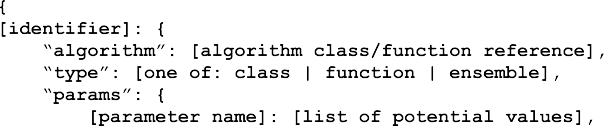 {
[identifier]: {
“algorithm”: [algorithm class/function reference],
“type”: [one of: class | function | ensemble],
“params”: {
[parameter name]: [list of potential values],